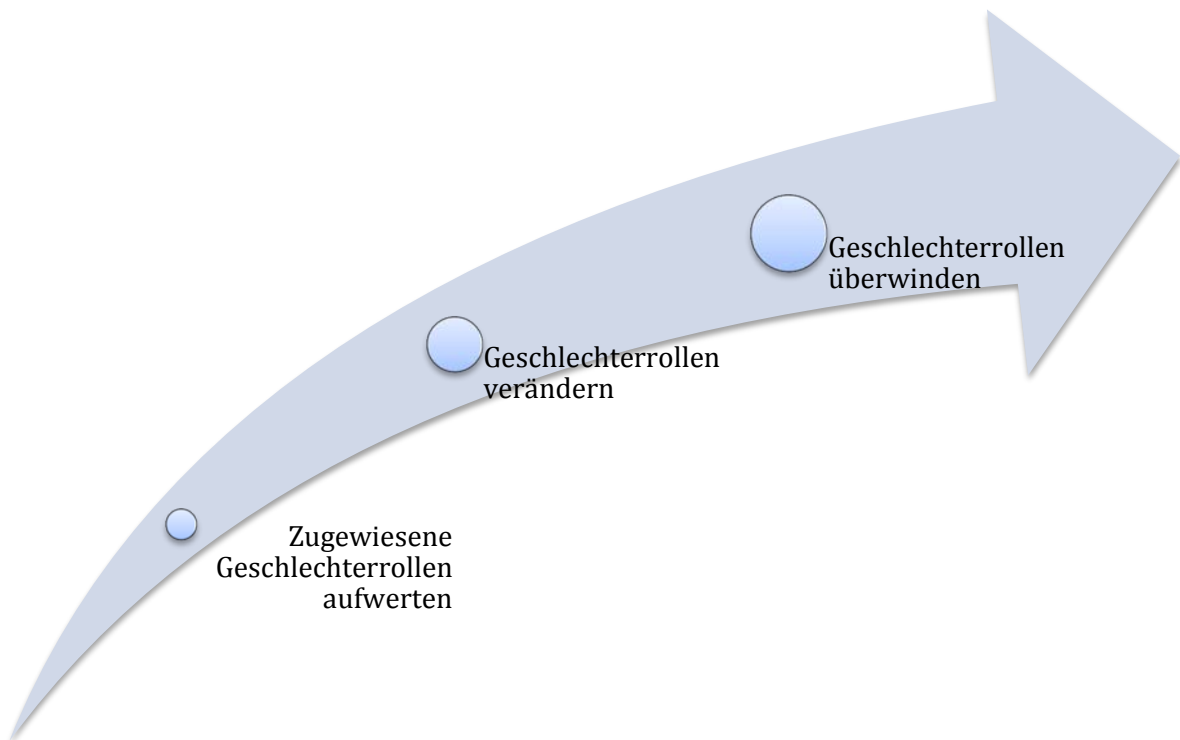 Geschlechterrollen
überwinden
Geschlechterrollen
verändern
Zugewiesene
Geschlechterrollen
aufwerten